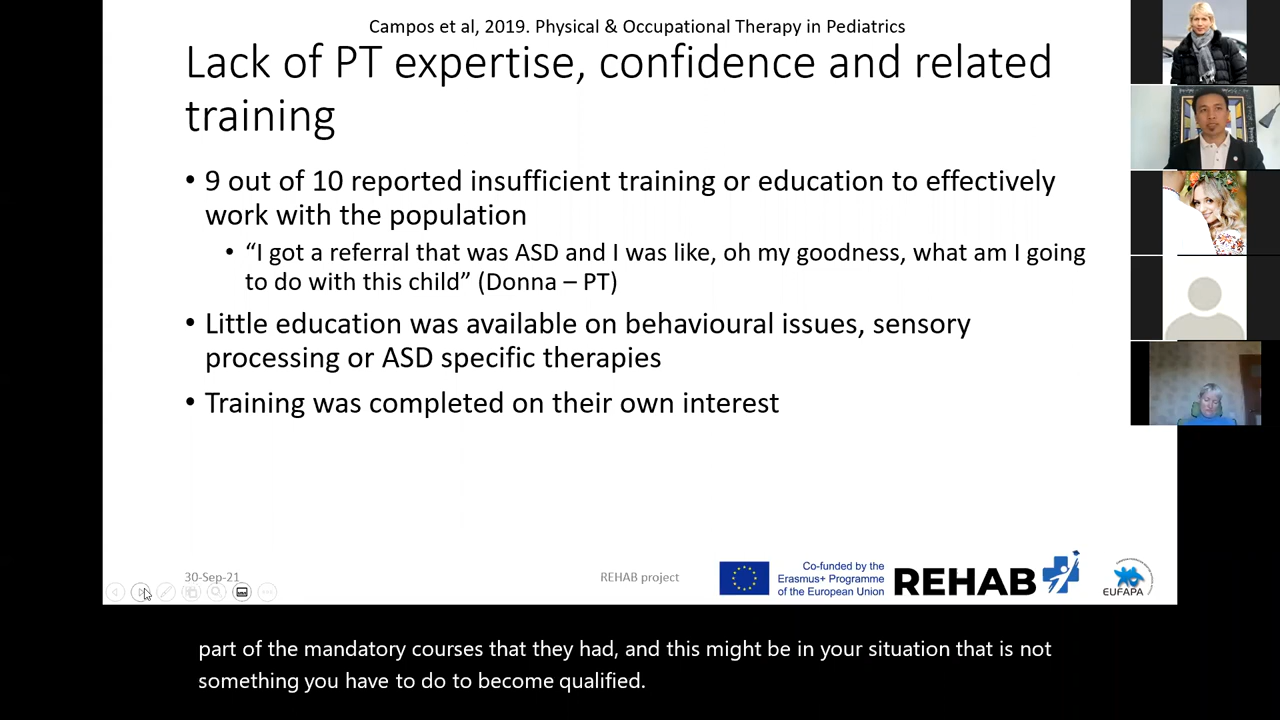 Campos et al, 2019. Physical & Occupational Therapy in Pediatrics
Lack of PT expertise, confidence and related
training
• 9 out of 10 reported insufficient training or education to effectively
work with the population
• “I got a referral that was ASD and I was like, oh my goodness, what am I going
to do with this child” (Donna – PT)
• Little education was available on behavioural issues, sensory
processing or ASD specific therapies
• Training was completed on their own interest
30-Sep-21
REHAB project
Co-funded by the
Erasmus+ Programme
of the European Union
REHAB
EUFAPA
part of the mandatory courses that they had, and this might be in your situation that is not
something you have to do to become qualified.